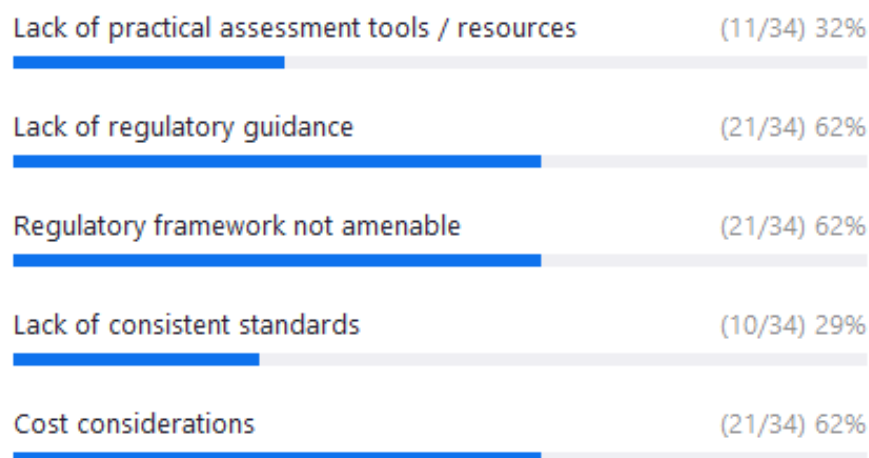 Lack of practical assessment tools / resources (11/34) 32%
Lack of regulatory guidance (21/34) 62%
Regulatory framework not amenable (21/34) 62%
Lack of consistent standards (10/34) 29%
Cost considerations (21/34) 62%